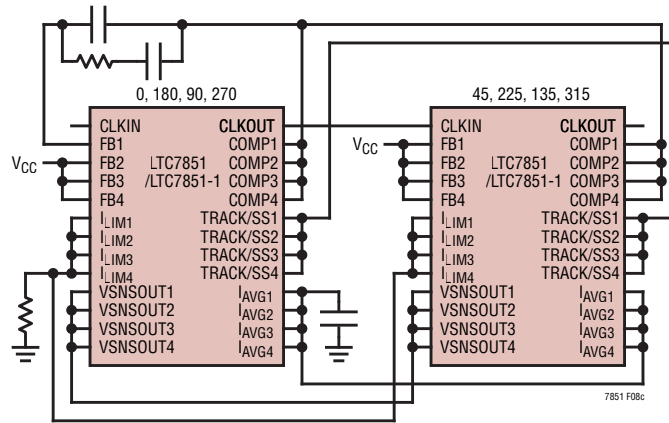 0, 180, 90, 270
CLKIN CLKOUT
FB1 COMP1
VCC FB2 LTC7851 COMP2
FB3 /LTC7851-1 COMP3
FB4 COMP4
ILIM1 TRACK/SS1
ILIM2 TRACK/SS2
ILIM3 TRACK/SS3
ILIM4 TRACK/SS4
VSNSOUT1 IAVG1
VSNSOUT2 IAVG2
VSNSOUT3 IAVG3
VSNSOUT4 IAVG4
45, 225, 135, 315
CLKIN CLKOUT
VCC FB1 COMP1
FB2 LTC7851 COMP2
FB3 /LTC7851-1 COMP3
FB4 COMP4
ILIM1 TRACK/SS1
ILIM2 TRACK/SS2
ILIM3 TRACK/SS3
ILIM4 TRACK/SS4
VSNSOUT1 IAVG1
VSNSOUT2 IAVG2
VSNSOUT3 IAVG3
VSNSOUT4 IAVG4
7851 F08c